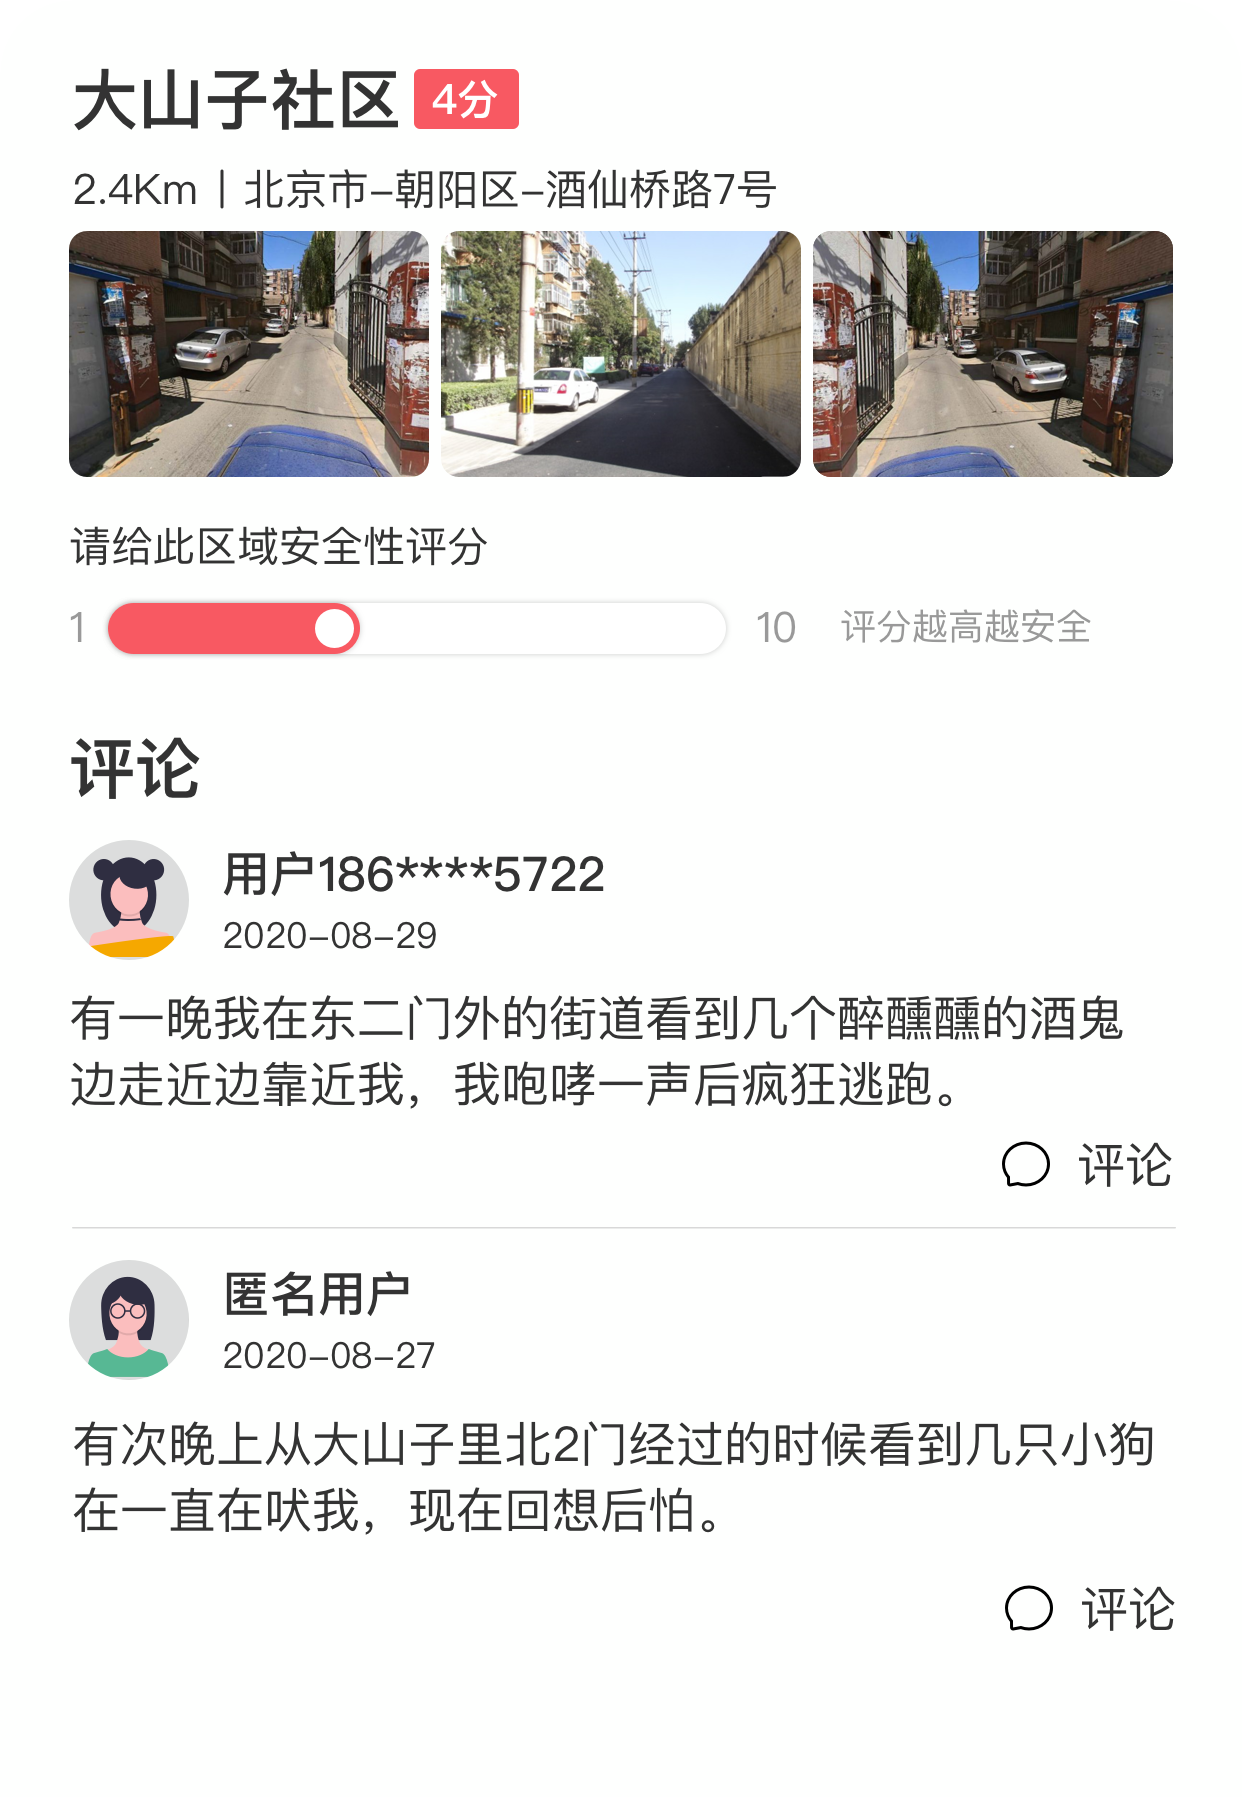 大山子社区 4分
2.4Km | 北京市-朝阳区-酒仙桥路7号
请给此区域安全性评分
1 10 评分越高越安全
评论
用户186****5722
2020-08-29
有一晚我在东二门外的街道看到几个醉醺醺的酒鬼
边走近边靠近我，我咆哮一声后疯狂逃跑。
评论
匿名用户
2020-08-27
有次晚上从大山子里北2门经过的时候看到几只小狗
在一直在吠我，现在回想后怕。
评论